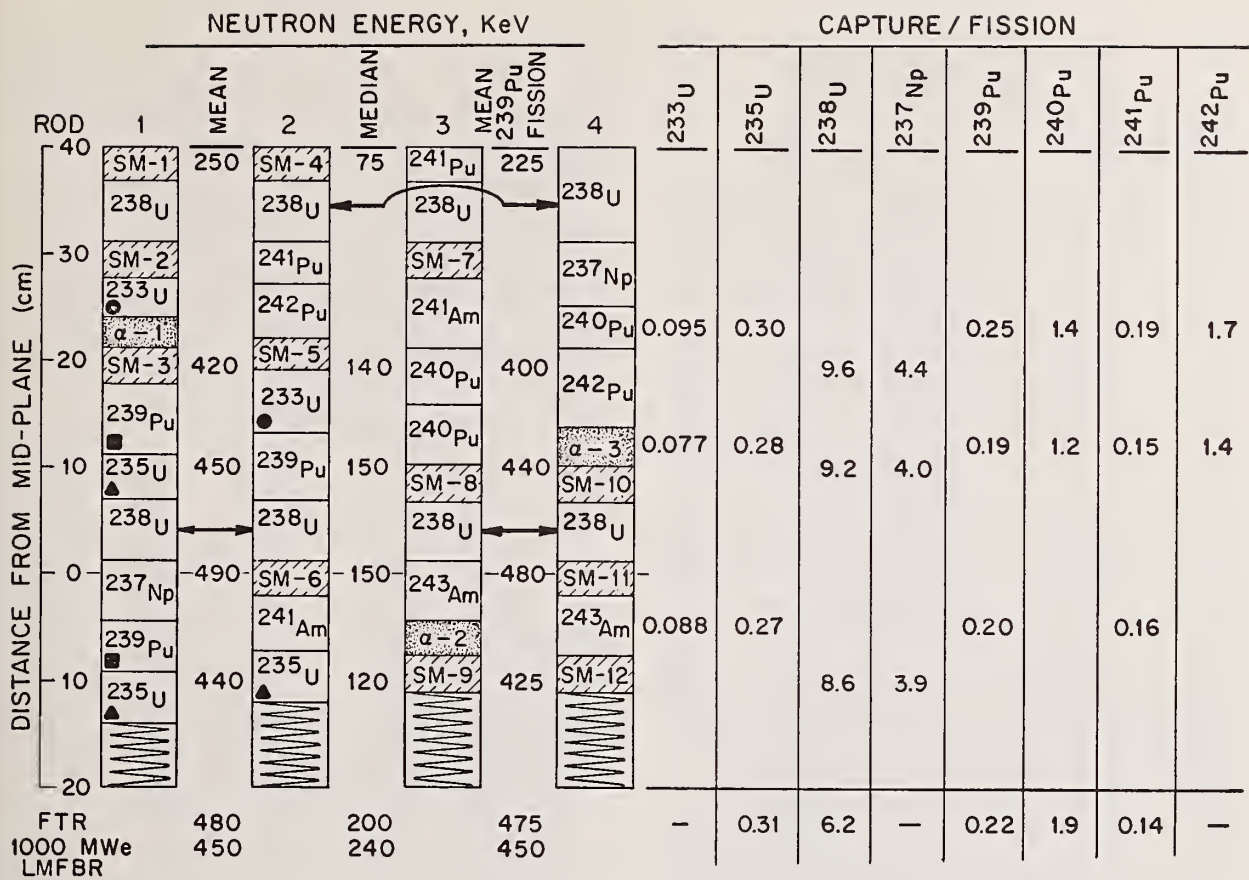 NEUTRON ENERGY, KeV
CAPTURE / FISSION
ROD 1 MEAN 2 MEDIAN 3 MEAN 239Pu FISSION 4 233U 235U 238U 237Np 239Pu 240Pu 241Pu 242Pu
DISTANCE FROM MID-PLANE (cm)
40 SM-1 250 SM-4 75 241Pu 225
238U 238U 238U 238U
30 SM-2 241Pu SM-7 237Np
233U 242Pu 241Am 240Pu
α-1 0.095 0.30 0.25 1.4 0.19 1.7
20 SM-3 420 SM-5 140 240Pu 400 242Pu 9.6 4.4
239Pu 233U 240Pu α-3 0.077 0.28 0.19 1.2 0.15 1.4
10 235U 450 239Pu 150 SM-8 440 SM-10 9.2 4.0
238U 238U 238U 238U
0 490 SM-6 150 480 SM-11
237Np 241Am 243Am 243Am 0.088 0.27 0.20 0.16
239Pu α-2
10 235U 440 235U 120 SM-9 425 SM-12 8.6 3.9
20
FTR 480 200 475 – 0.31 6.2 – 0.22 1.9 0.14 –
1000 MWe 450 240 450
LMFBR